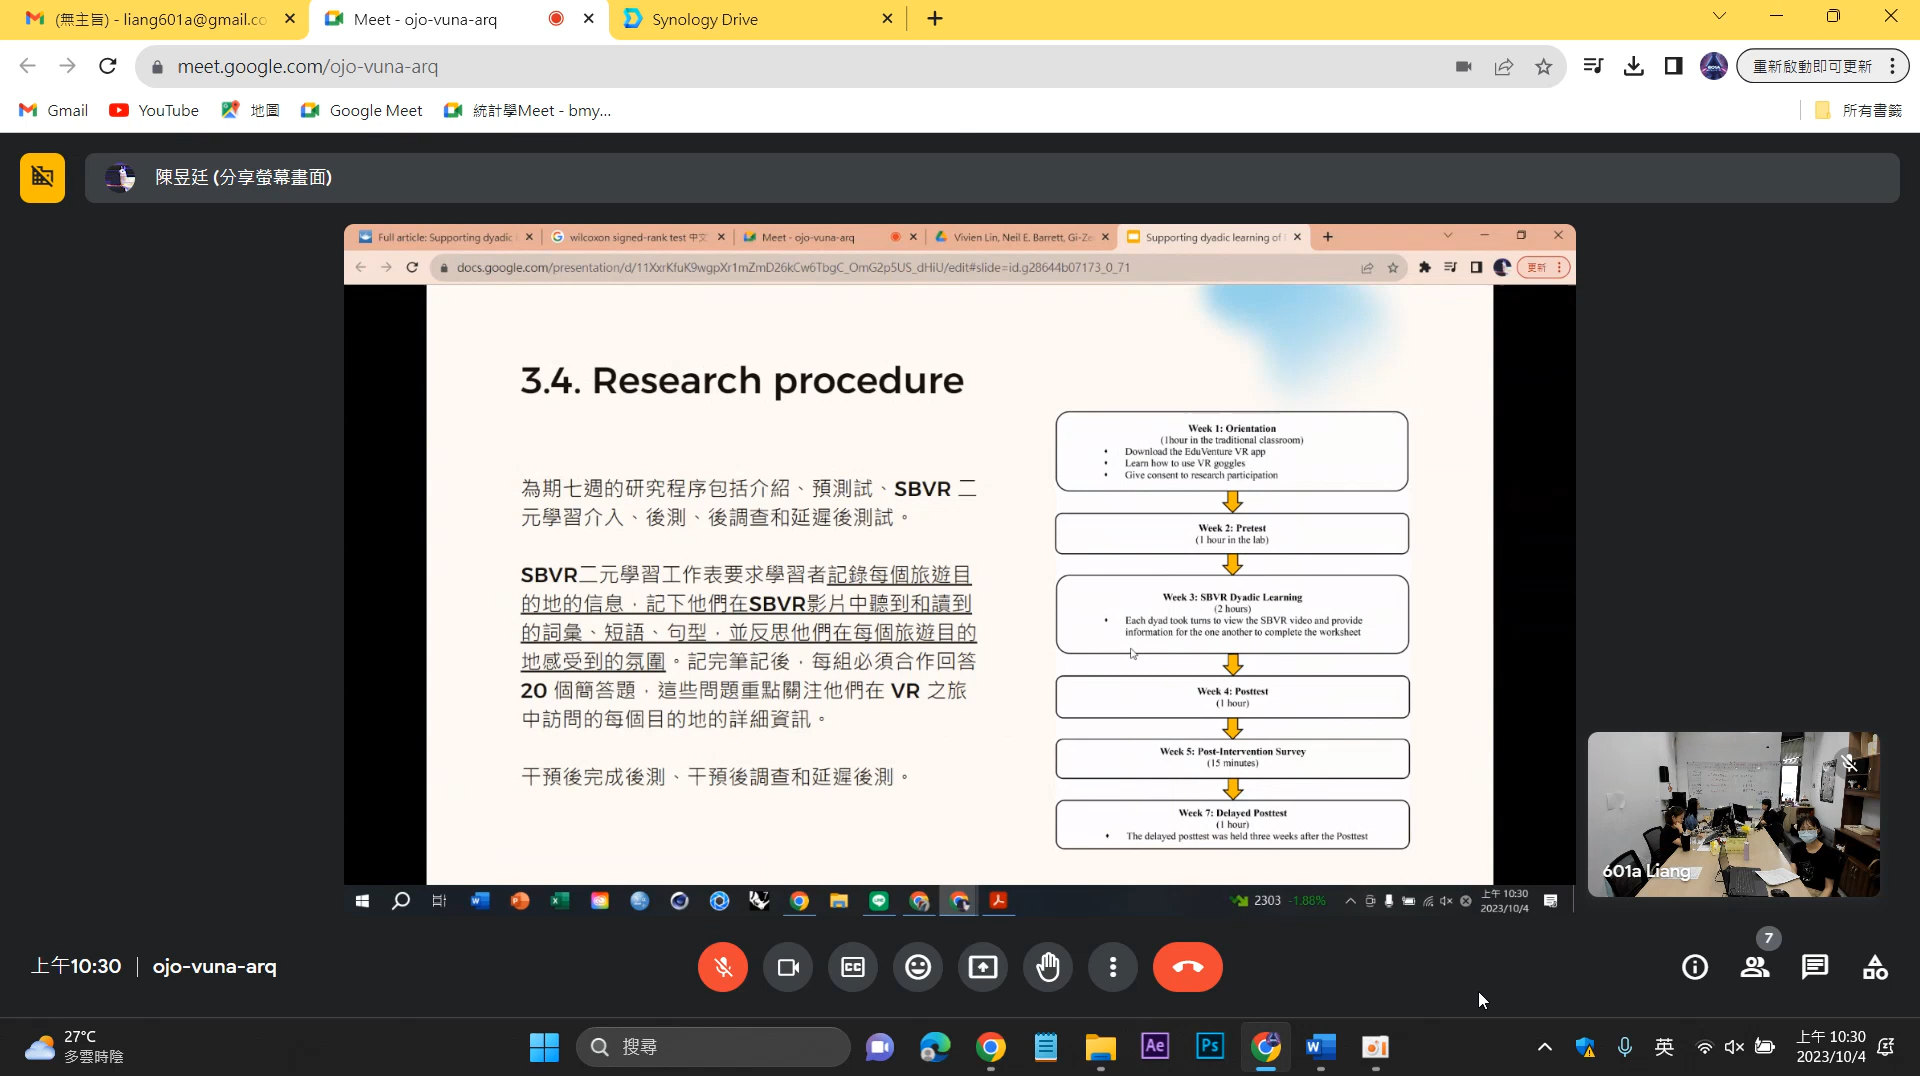 (無主旨) - liang601a@gmail.co
Meet - ojo-vuna-arq
Synology Drive
meet.google.com/ojo-vuna-arq
重新啟動即可更新
Gmail
YouTube
地圖
Google Meet
統計學Meet - bmy...
所有書籤
陳昱廷 (分享螢幕畫面)
Full article: Supporting dyadic
wilcoxon signed-rank test 中文
Meet - ojo-vuna-arq
Vivien Lin, Neil E. Barrett, Gi-Ze
Supporting dyadic learning of
docs.google.com/presentation/d/11XxrKfuK9wgpXr1mZmD26kCw6TbgC_OmG2p5US_dHiU/edit#slide=id.g28644b07173_0_71
更新
3.4. Research procedure
為期七週的研究程序包括介紹、預測試、SBVR 二
元學習介入、後測、後調查和延遲後測試。
SBVR二元學習工作表要求學習者記錄每個旅遊目
的地的信息，記下他們在SBVR影片中聽到和讀到
的詞彙、短語、句型，並反思他們在每個旅遊目的
地感受到的氛圍。記完筆記後，每組必須合作回答
20 個簡答題，這些問題重點關注他們在 VR 之旅
中訪問的每個目的地的詳細資訊。
干預後完成後測、干預後調查和延遲後測。
Week 1: Orientation
(1hour in the traditional classroom)
• Download the EduVenture VR app
• Learn how to use VR goggles
• Give consent to research participation
Week 2: Pretest
(1 hour in the lab)
Week 3: SBVR Dyadic Learning
(2 hours)
• Each dyad took turns to view the SBVR video and provide
information for the one another to complete the worksheet
Week 4: Posttest
(1 hour)
Week 5: Post-Intervention Survey
(15 minutes)
Week 7: Delayed Posttest
(1 hour)
• The delayed posttest was held three weeks after the Posttest
2303 -1.88%
上午 10:30
2023/10/4
601a Liang
上午10:30
ojo-vuna-arq
7
27°C
多雲時陰
搜尋
Ae
Ps
英
上午 10:30
2023/10/4